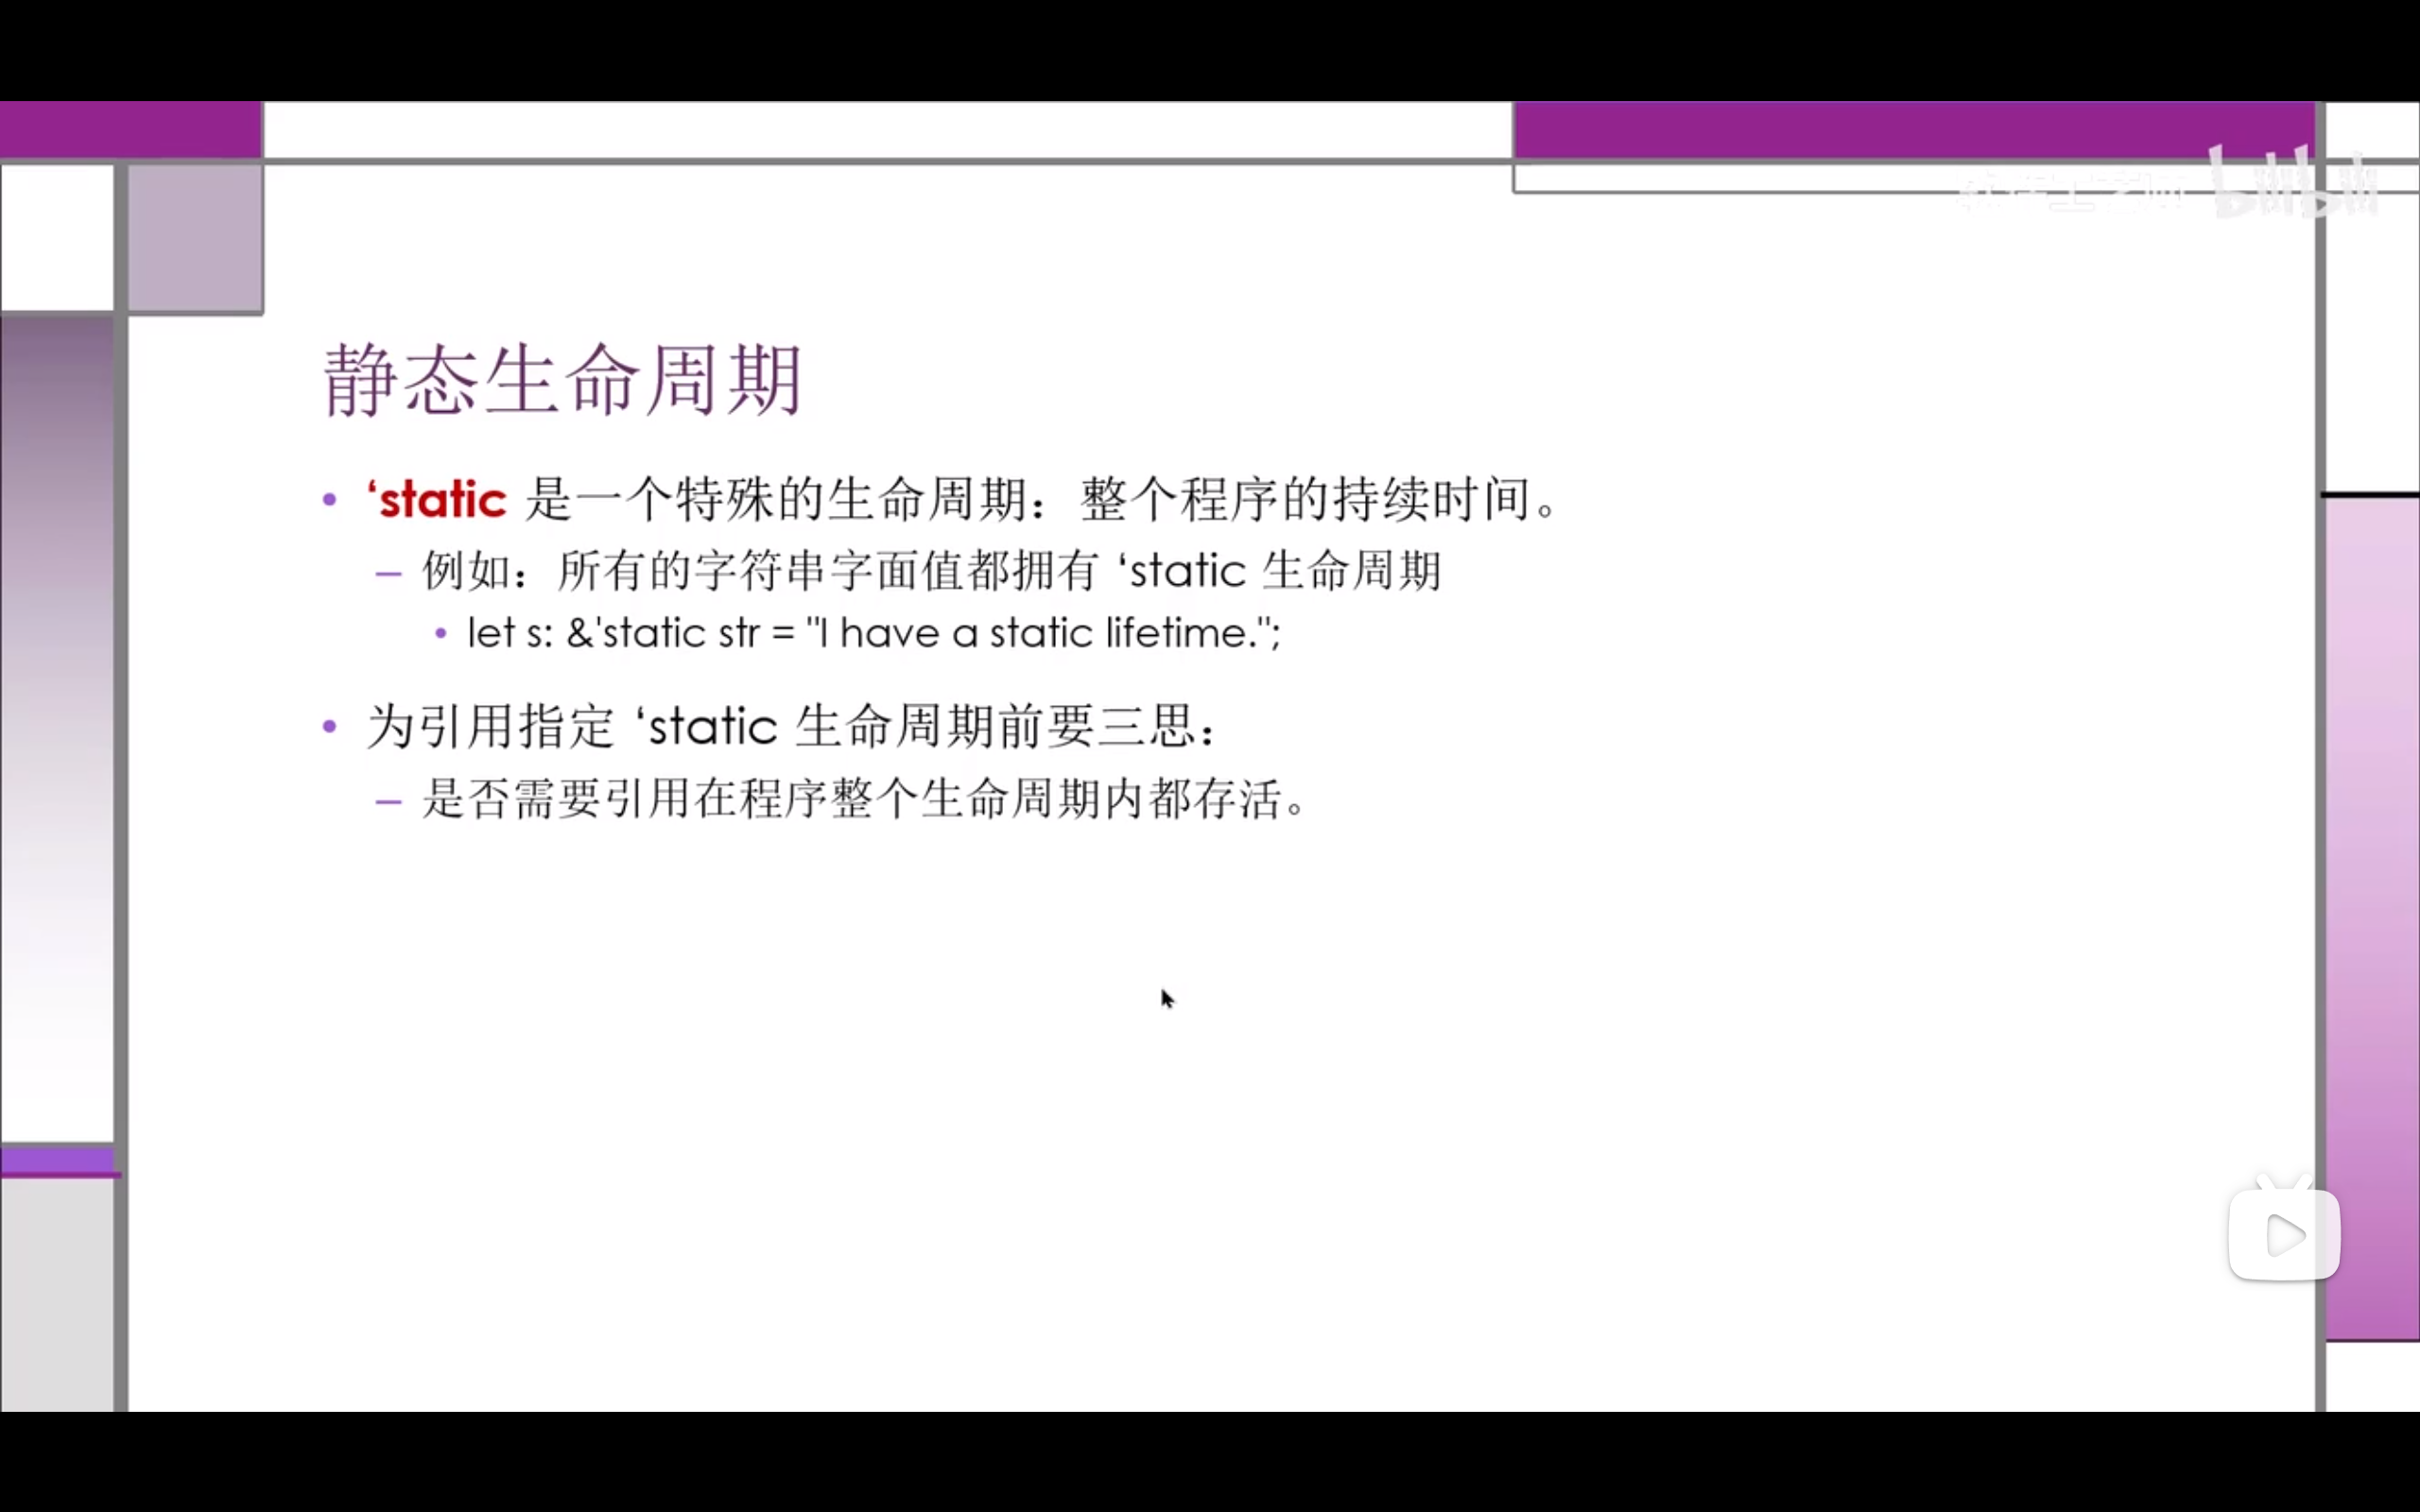 bilibili
静态生命周期
• ‘static 是一个特殊的生命周期：整个程序的持续时间。
– 例如：所有的字符串字面值都拥有 ‘static 生命周期
• let s: &'static str = "I have a static lifetime.";
• 为引用指定 ‘static 生命周期前要三思：
– 是否需要引用在程序整个生命周期内都存活。